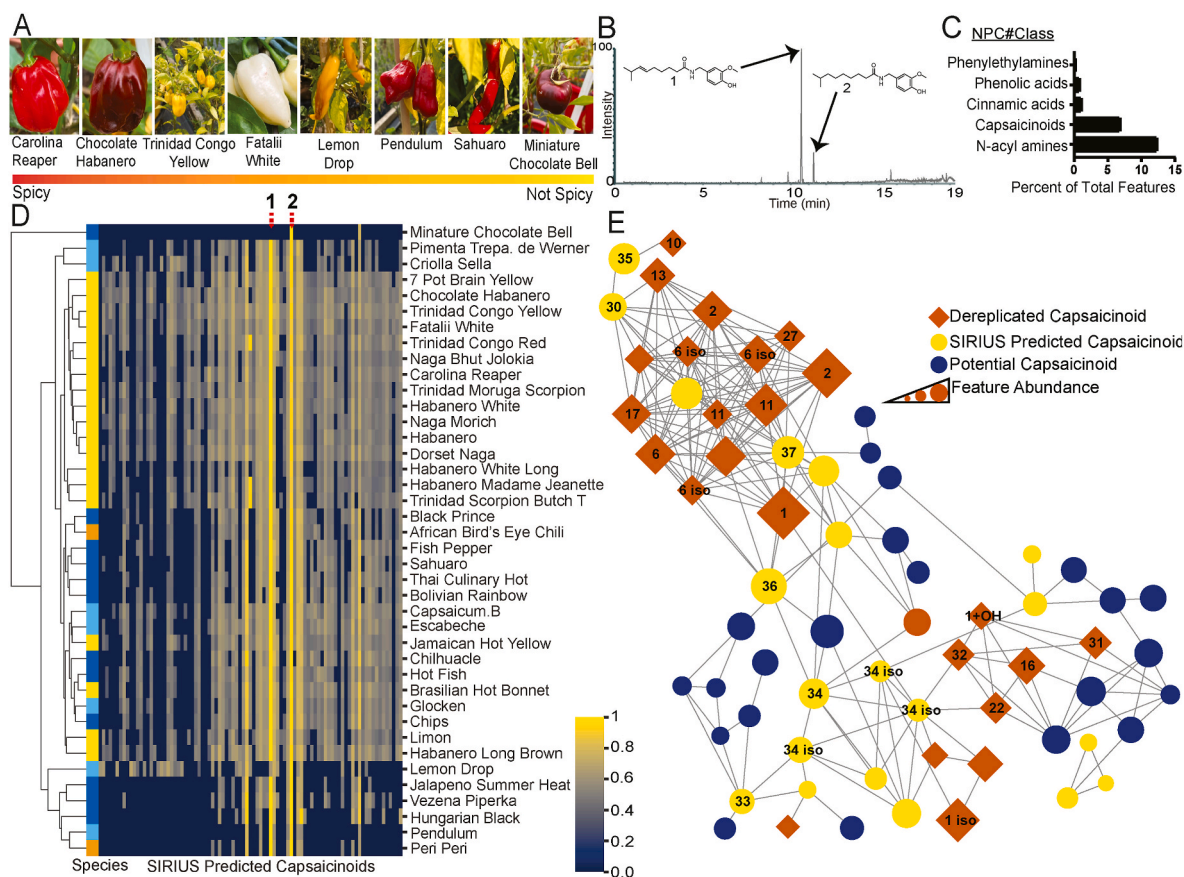 A
Carolina
Reaper
Chocolate
Habanero
Trinidad Congo
Yellow
Fatalii
White
Lemon
Drop
Pendulum
Sahuaro
Miniature
Chocolate Bell
Spicy
Not Spicy
B
100
Intensity
0
0
5
10
15
19
Time (min)
1
2
O
N
H
O
OH
O
N
H
O
OH
C
NPC#Class
Phenylethylamines
Phenolic acids
Cinnamic acids
Capsaicinoids
N-acyl amines
0
5
10
15
Percent of Total Features
D
1
2
Minature Chocolate Bell
Pimenta Trepa. de Werner
Criolla Sella
7 Pot Brain Yellow
Chocolate Habanero
Trinidad Congo Yellow
Fatalii White
Trinidad Congo Red
Naga Bhut Jolokia
Carolina Reaper
Trinidad Moruga Scorpion
Habanero White
Naga Morich
Habanero
Dorset Naga
Habanero White Long
Habanero Madame Jeanette
Trinidad Scorpion Butch T
Black Prince
African Bird's Eye Chili
Fish Pepper
Sahuaro
Thai Culinary Hot
Bolivian Rainbow
Capsaicum.B
Escabeche
Jamaican Hot Yellow
Chilhuacle
Hot Fish
Brasilian Hot Bonnet
Glocken
Chips
Limon
Habanero Long Brown
Lemon Drop
Jalapeno Summer Heat
Vezena Piperka
Hungarian Black
Pendulum
Peri Peri
Species
SIRIUS Predicted Capsaicinoids
1
0.8
0.6
0.4
0.2
0.0
E
Dereplicated Capsaicinoid
SIRIUS Predicted Capsaicinoid
Potential Capsaicinoid
Feature Abundance
10
35
13
30
2
27
6 iso
6 iso
2
17
11
11
6
37
6 iso
1
36
1+OH
31
32
16
34 iso
34
22
34 iso
34 iso
33
1 iso